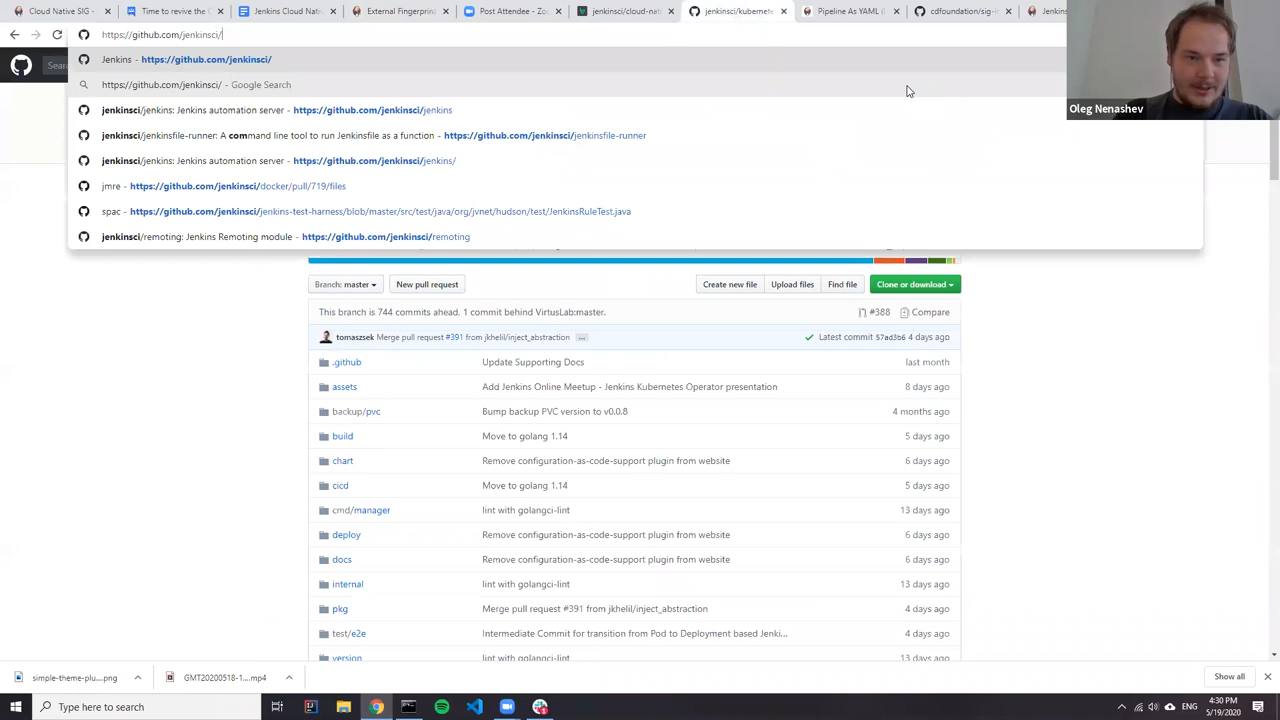 Cloud Native SIG -
Time to revive the
Jenkins Cloud Nati
External Fingerprin
Post Attendee - Zo
jenkinsci/cloud-nat
jenkinsci/kubernete
Pipeline As YAML (
cdfoundation/sig-in
Jenkins
https://github.com/jenkinsci/
Jenkins - https://github.com/jenkinsci/
https://github.com/jenkinsci/ - Google Search
jenkinsci/jenkins: Jenkins automation server - https://github.com/jenkinsci/jenkins
jenkinsci/jenkinsfile-runner: A command line tool to run Jenkinsfile as a function - https://github.com/jenkinsci/jenkinsfile-runner
jenkinsci/jenkins: Jenkins automation server - https://github.com/jenkinsci/jenkins/
jmre - https://github.com/jenkinsci/docker/pull/719/files
spac - https://github.com/jenkinsci/jenkins-test-harness/blob/master/src/test/java/org/jvnet/hudson/test/JenkinsRuleTest.java
jenkinsci/remoting: Jenkins Remoting module - https://github.com/jenkinsci/remoting
Sear
Oleg Nenashev
Branch: master
New pull request
Create new file
Upload files
Find file
Clone or download
This branch is 744 commits ahead. 1 commit behind VirtusLab:master.
#388
Compare
tomaszsek Merge pull request #391 from jkhelil/inject_abstraction ...
Latest commit 57ad3b6 4 days ago
.github Update Supporting Docs last month
assets Add Jenkins Online Meetup - Jenkins Kubernetes Operator presentation 8 days ago
backup/pvc Bump backup PVC version to v0.0.8 4 months ago
build Move to golang 1.14 5 days ago
chart Remove configuration-as-code-support plugin from website 6 days ago
cicd Move to golang 1.14 5 days ago
cmd/manager lint with golangci-lint 13 days ago
deploy Remove configuration-as-code-support plugin from website 6 days ago
docs Remove configuration-as-code-support plugin from website 6 days ago
internal lint with golangci-lint 13 days ago
pkg Merge pull request #391 from jkhelil/inject_abstraction 4 days ago
test/e2e Intermediate Commit for transition from Pod to Deployment based Jenki... 4 days ago
version lint with golangci-lint 13 days ago
simple-theme-plu....png
GMT20200518-1....mp4
Show all
Type here to search
ENG
4:30 PM
5/19/2020